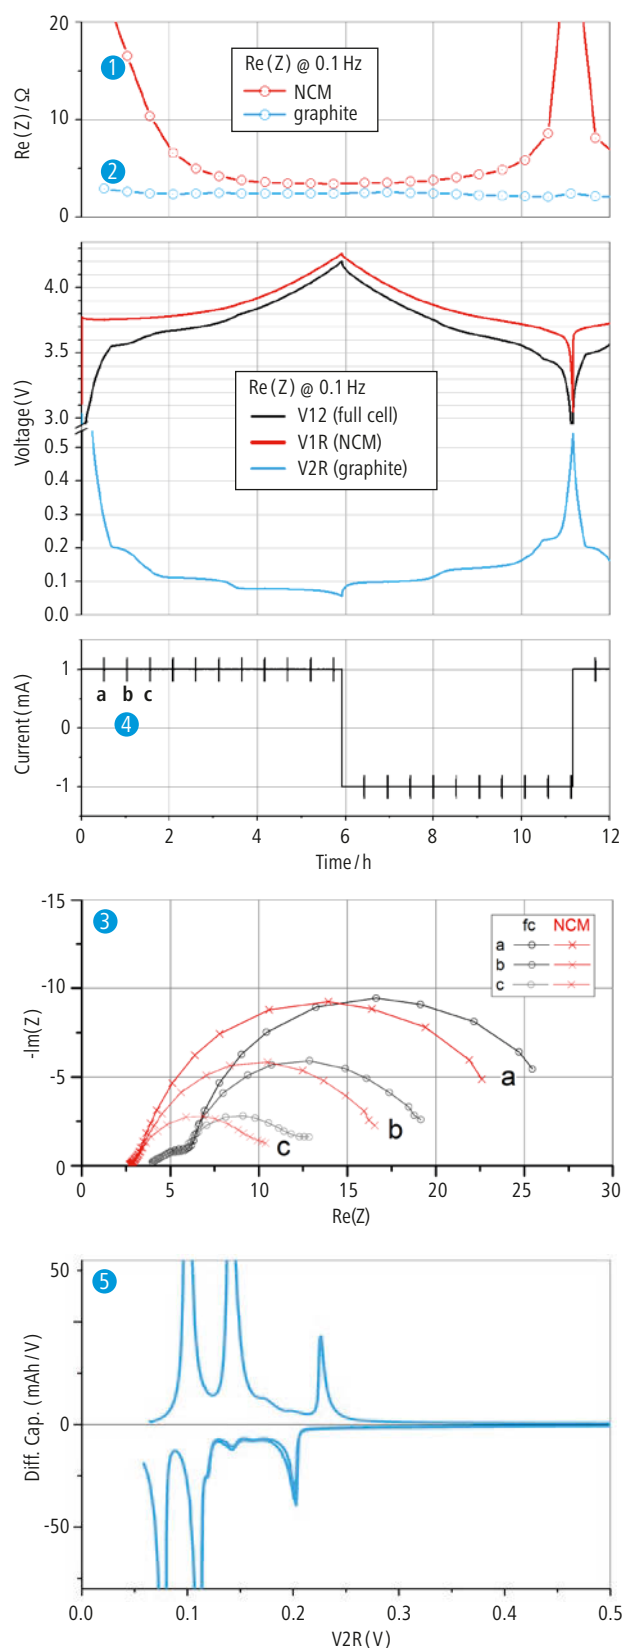 20
10
0
Re(Z)/Ω
1
2
Re(Z) @ 0.1 Hz
NCM
graphite
4.0
3.5
3.0
0.5
0.4
0.3
0.2
0.1
0.0
Voltage(V)
Re(Z) @ 0.1 Hz
V12 (full cell)
V1R (NCM)
V2R (graphite)
1
0
-1
Current(mA)
a b c
4
0 2 4 6 8 10 12
Time/h
-15
-10
-5
0
-Im(Z)
3
fc NCM
a
b
c
a
b
c
0 5 10 15 20 25 30
Re(Z)
50
0
-50
Diff. Cap. (mAh/V)
5
0.0 0.1 0.2 0.3 0.4 0.5
V2R(V)